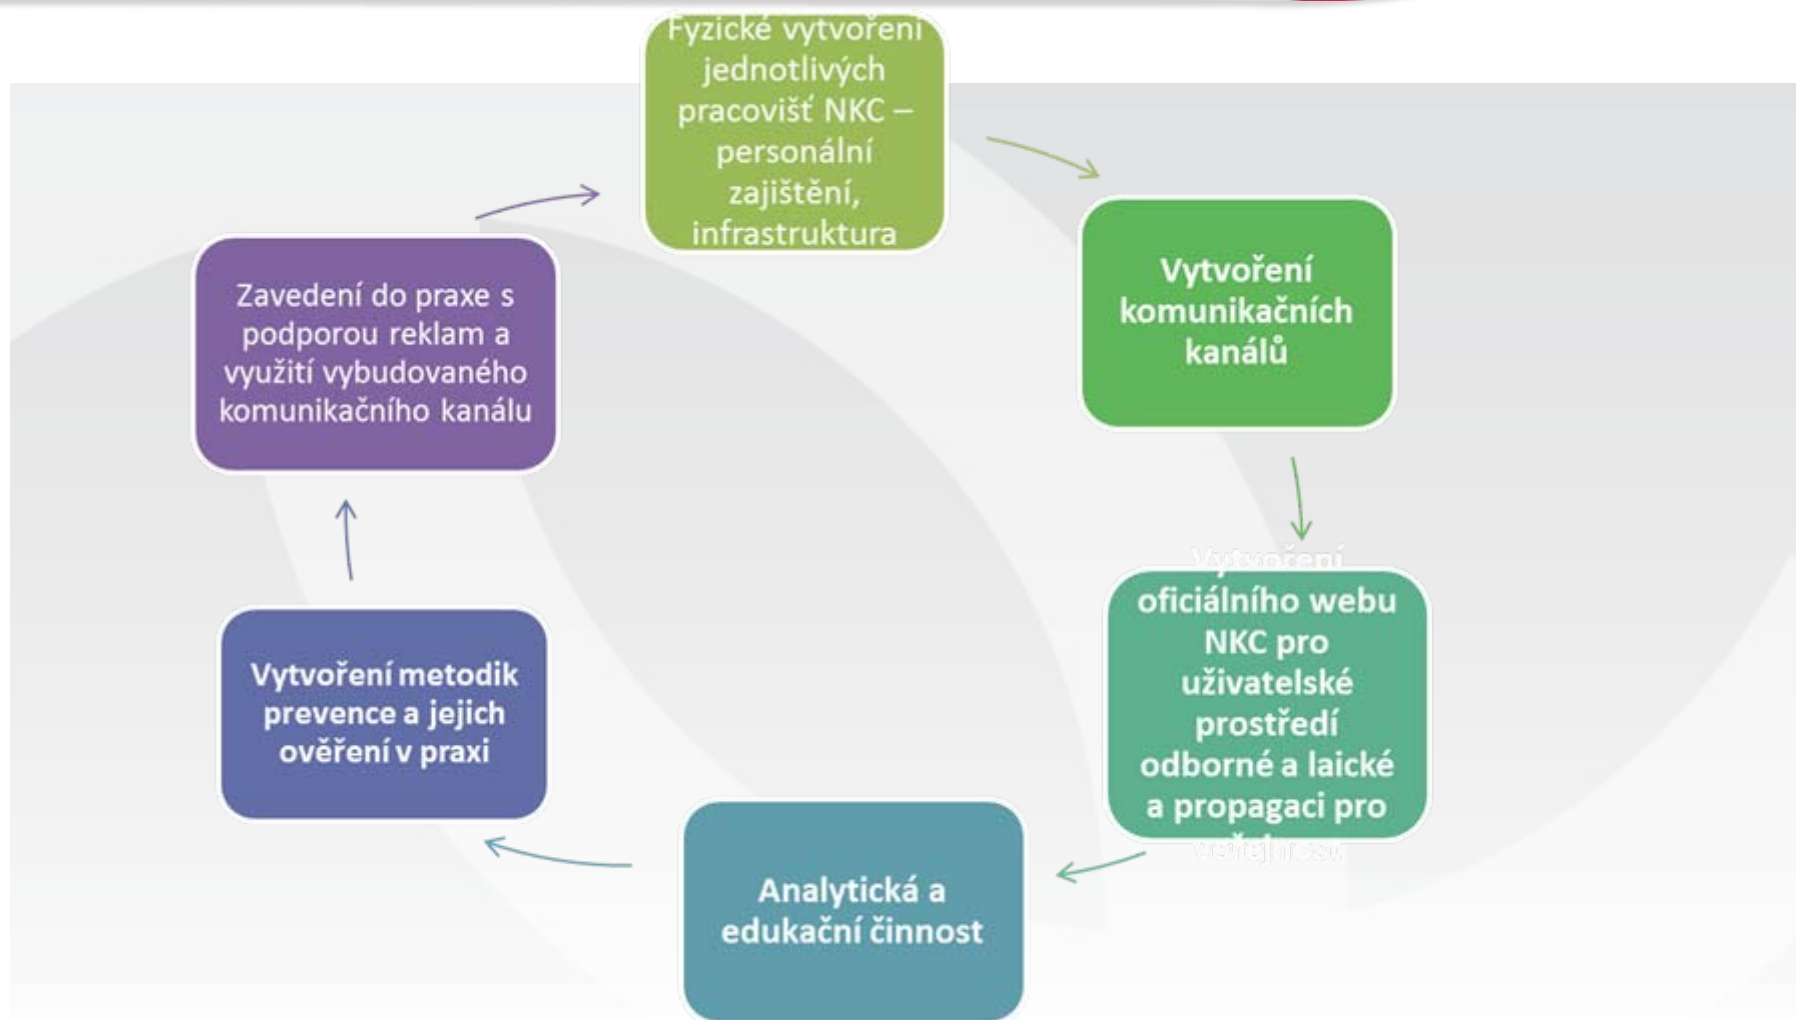 Fyzické vytvoření
jednotlivých
pracovišť NKC –
personální
zajištění,
infrastruktura
Vytvoření
komunikačních
kanálů
Vytvoření
oficiálního webu
NKC pro
uživatelské
prostředí
odborné a laické
a propagaci pro
veřejnost
Analytická a
edukační činnost
Vytvoření metodik
prevence a jejich
ověření v praxi
Zavedení do praxe s
podporou reklam a
využití vybudovaného
komunikačního kanálu